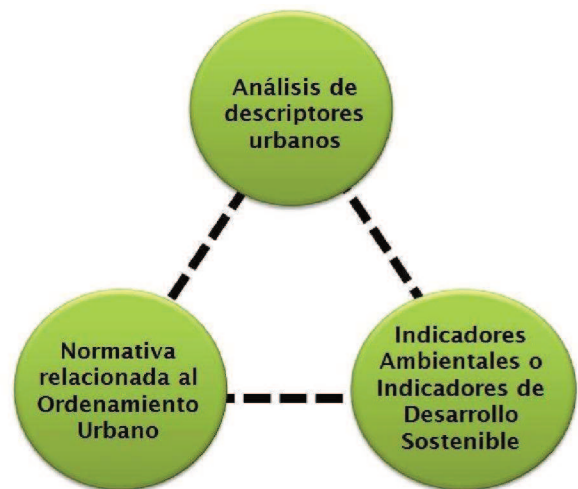 Análisis de
descriptores
urbanos
Normativa
relacionada al
Ordenamiento
Urbano
Indicadores
Ambientales o
Indicadores de
Desarrollo
Sostenible